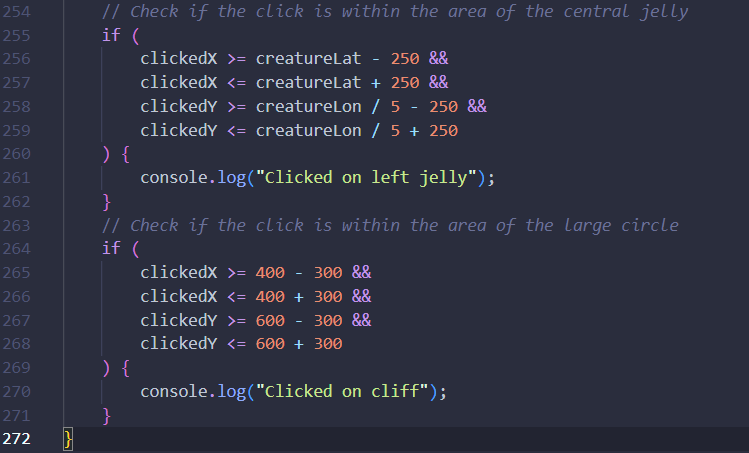 254 // Check if the click is within the area of the central jelly
255 if (
256 clickedX >= creatureLat - 250 &&
257 clickedX <= creatureLat + 250 &&
258 clickedY >= creatureLon / 5 - 250 &&
259 clickedY <= creatureLon / 5 + 250
260 ) {
261 console.log("Clicked on left jelly");
262 }
263 // Check if the click is within the area of the large circle
264 if (
265 clickedX >= 400 - 300 &&
266 clickedX <= 400 + 300 &&
267 clickedY >= 600 - 300 &&
268 clickedY <= 600 + 300
269 ) {
270 console.log("Clicked on cliff");
271 }
272 }